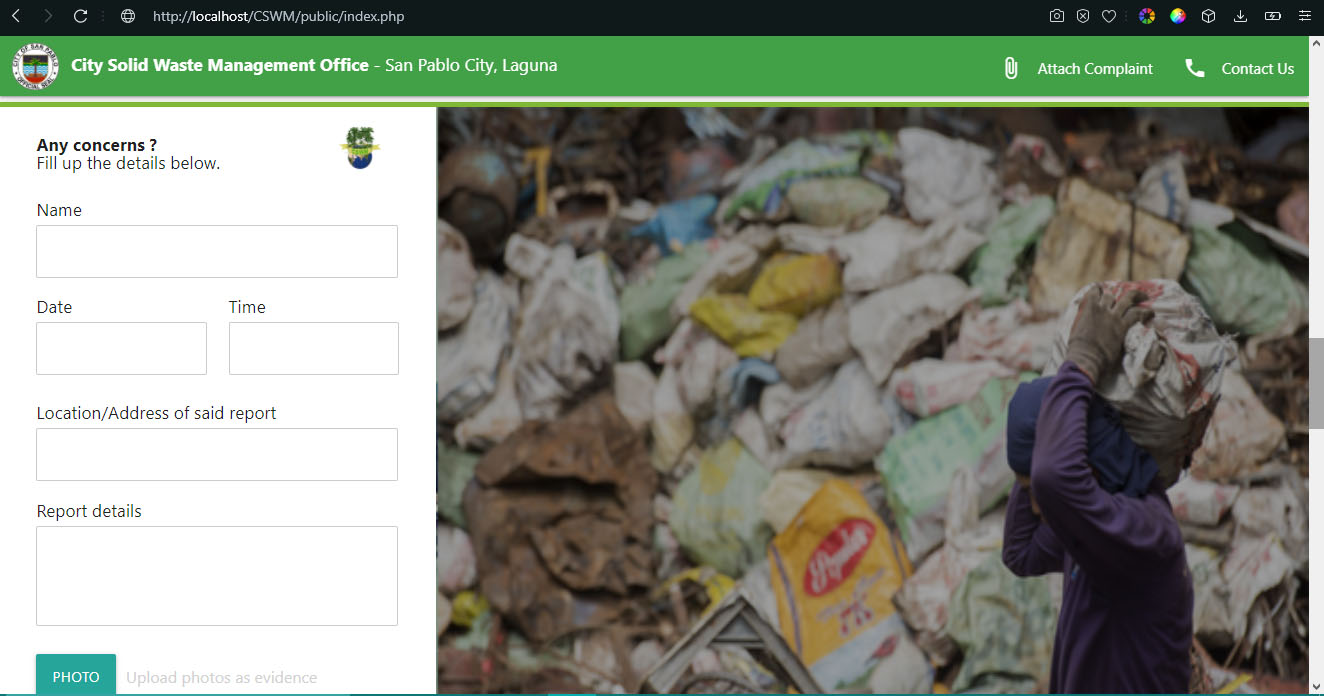 http://localhost/CSWM/public/index.php
City Solid Waste Management Office - San Pablo City, Laguna
Attach Complaint
Contact Us
Any concerns ?
Fill up the details below.
Name
Date
Time
Location/Address of said report
Report details
PHOTO
Upload photos as evidence